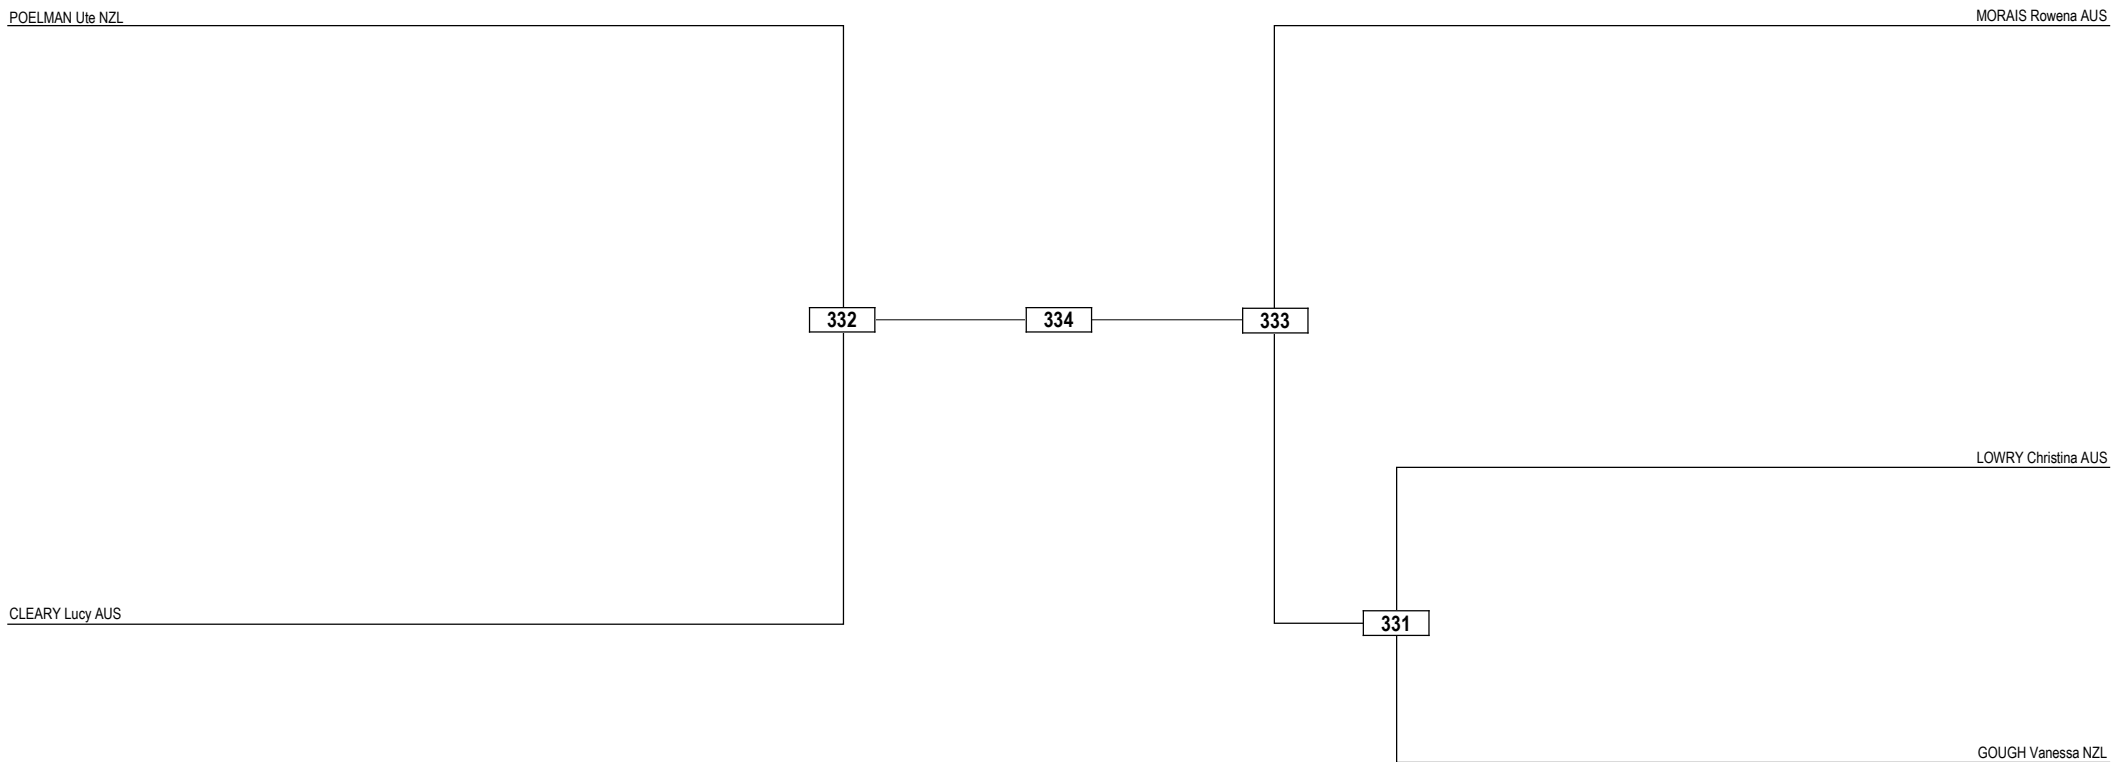 POELMAN Ute NZL
MORAIS Rowena AUS
332
334
333
LOWRY Christina AUS
CLEARY Lucy AUS
331
GOUGH Vanessa NZL